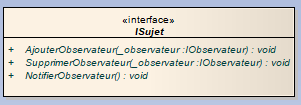 «interface»
ISujet
+ AjouterObservateur(_observateur :IObservateur) : void
+ SupprimerObservateur(_observateur :IObservateur) : void
+ NotifierObservateur() : void